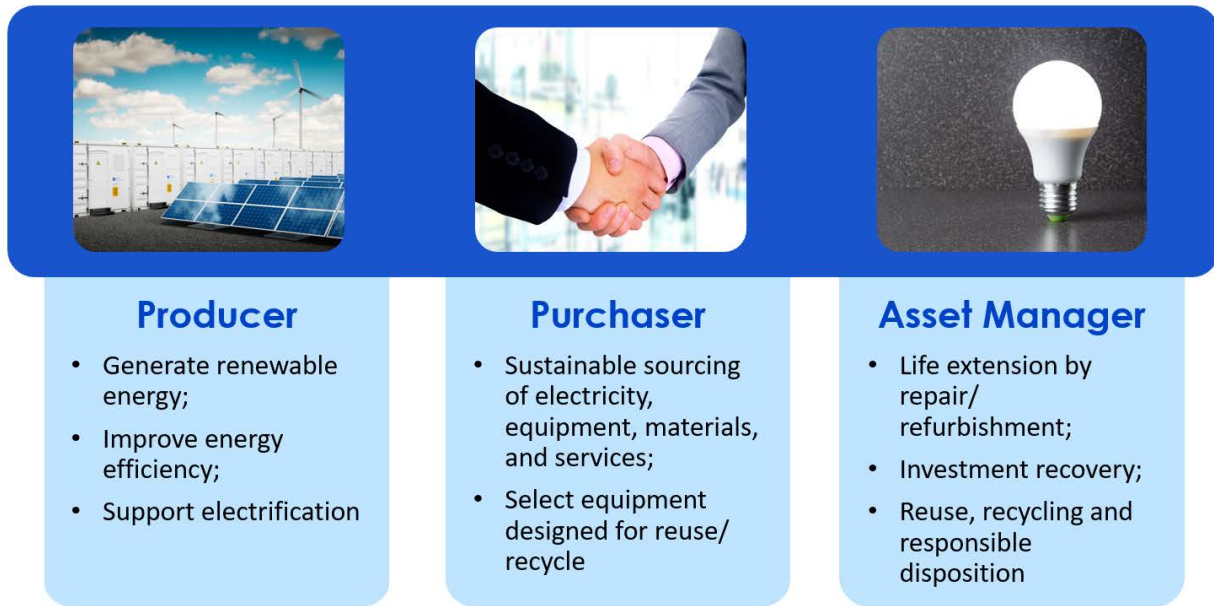 Producer
• Generate renewable
energy;
• Improve energy
efficiency;
• Support electrification
Purchaser
• Sustainable sourcing
of electricity,
equipment, materials,
and services;
• Select equipment
designed for reuse/
recycle
Asset Manager
• Life extension by
repair/
refurbishment;
• Investment recovery;
• Reuse, recycling and
responsible
disposition